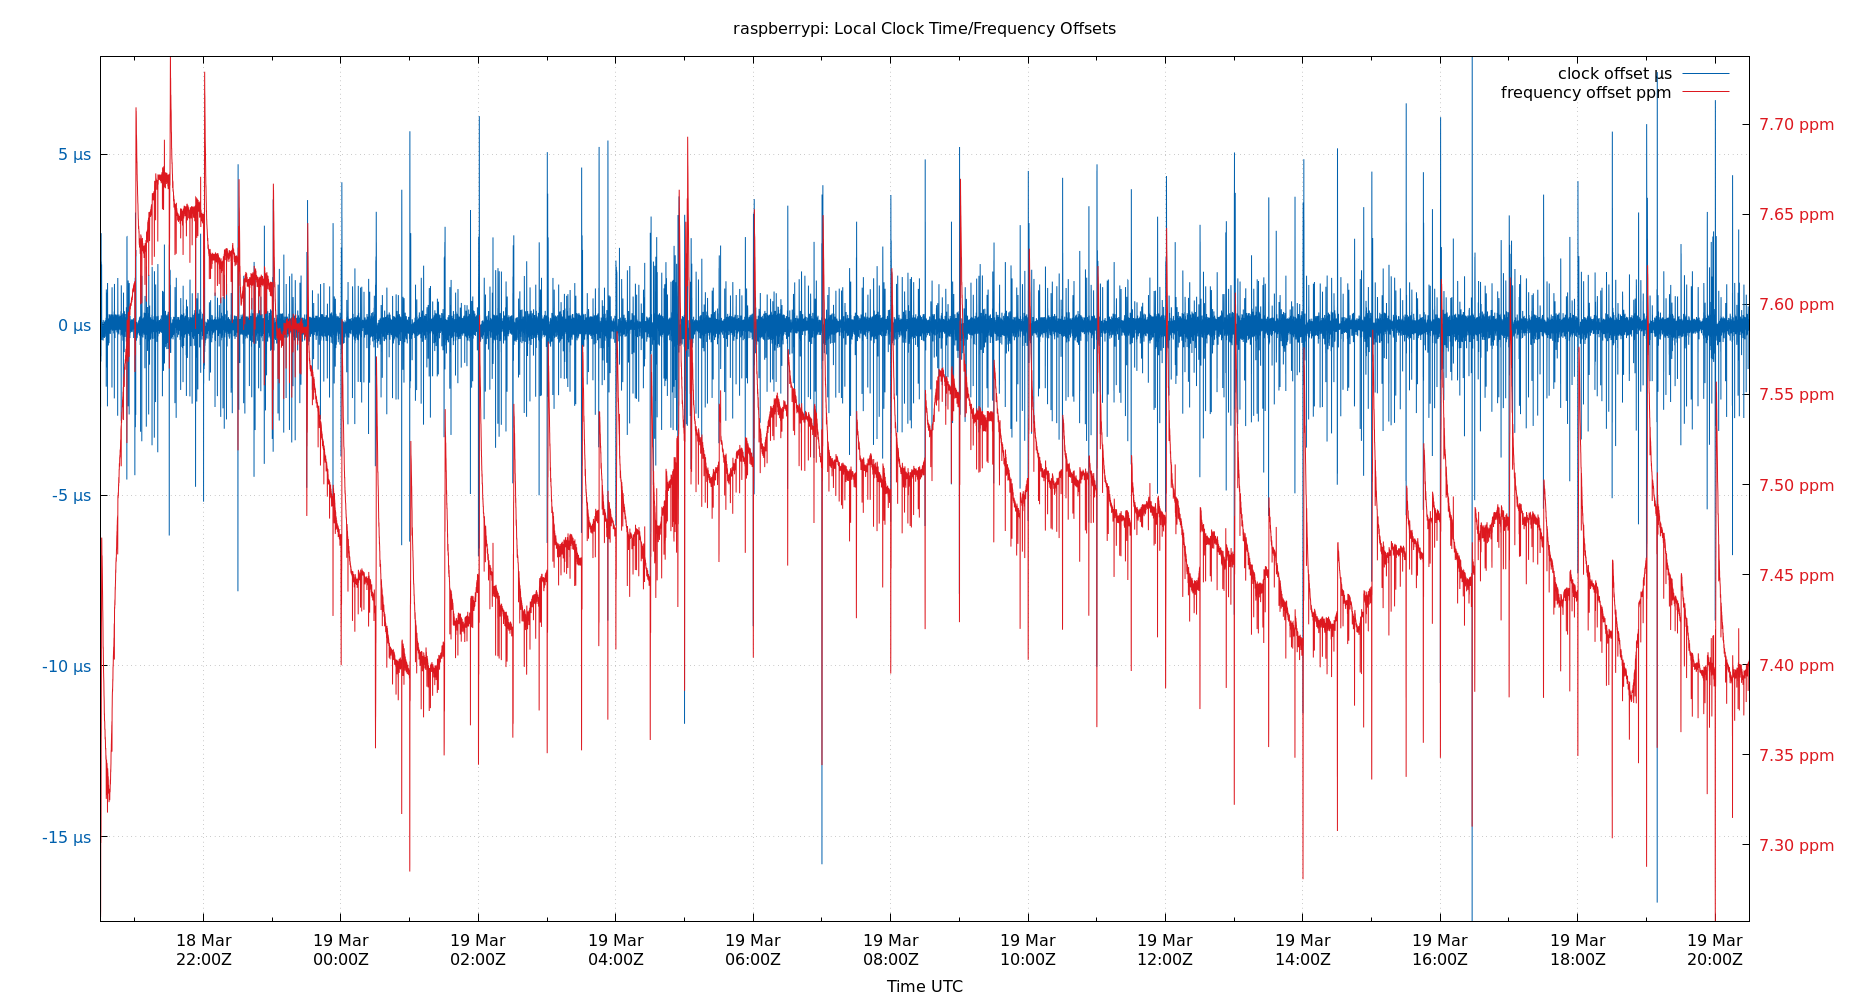 raspberrypi: Local Clock Time/Frequency Offsets
clock offset µs
frequency offset ppm
5 µs
0 µs
-5 µs
-10 µs
-15 µs
7.70 ppm
7.65 ppm
7.60 ppm
7.55 ppm
7.50 ppm
7.45 ppm
7.40 ppm
7.35 ppm
7.30 ppm
18 Mar 19 Mar 19 Mar 19 Mar 19 Mar 19 Mar 19 Mar 19 Mar 19 Mar 19 Mar 19 Mar 19 Mar
22:00Z 00:00Z 02:00Z 04:00Z 06:00Z 08:00Z 10:00Z 12:00Z 14:00Z 16:00Z 18:00Z 20:00Z
Time UTC